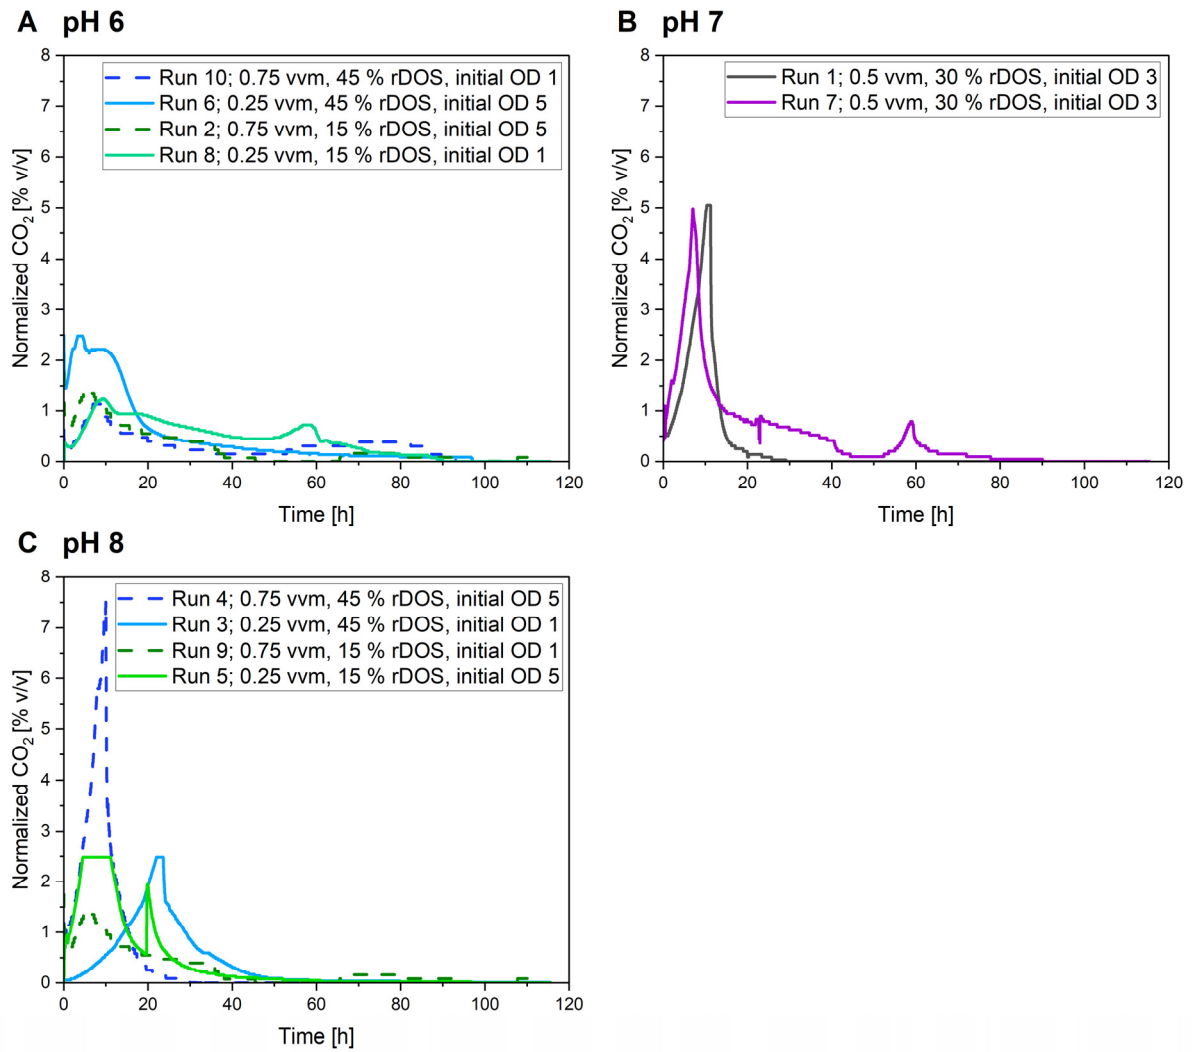 A pH 6
Normalized CO₂ [% v/v]
8
7
6
5
4
3
2
1
0
Run 10; 0.75 vvm, 45 % rDOS, initial OD 1
Run 6; 0.25 vvm, 45 % rDOS, initial OD 5
Run 2; 0.75 vvm, 15 % rDOS, initial OD 5
Run 8; 0.25 vvm, 15 % rDOS, initial OD 1
0 20 40 60 80 100 120
Time [h]
B pH 7
Normalized CO₂ [% v/v]
8
7
6
5
4
3
2
1
0
Run 1; 0.5 vvm, 30 % rDOS, initial OD 3
Run 7; 0.5 vvm, 30 % rDOS, initial OD 3
0 20 40 60 80 100 120
Time [h]
C pH 8
Normalized CO₂ [% v/v]
8
7
6
5
4
3
2
1
0
Run 4; 0.75 vvm, 45 % rDOS, initial OD 5
Run 3; 0.25 vvm, 45 % rDOS, initial OD 1
Run 9; 0.75 vvm, 15 % rDOS, initial OD 1
Run 5; 0.25 vvm, 15 % rDOS, initial OD 5
0 20 40 60 80 100 120
Time [h]